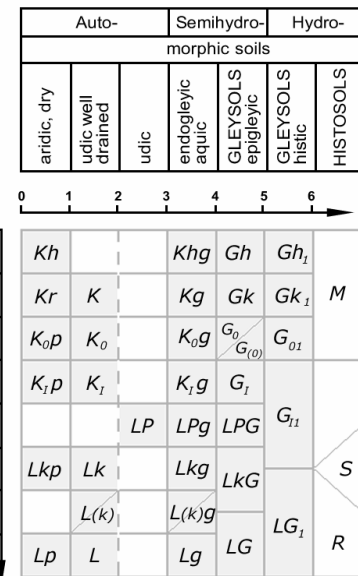 Auto- Semihydro- Hydro-
morphic soils
aridic, dry
udic well
drained
udic
endogleyic
aquic
GLEYSOLS
epigleyic
GLEYSOLS
histic
HISTOSOLS
0 1 2 3 4 5 6
Kh Khg Gh Gh₁
M
Kr K Kg Gk Gk₁
K₀p K₀ K₀g G₀ G₍₀₎ G₀₁
Kᵢp Kᵢ Kᵢg Gᵢ
Gᵢ₁
LP LPg LPG
Lkp Lk Lkg LkG S
L(k) L(k)g
LG₁
Lp L Lg LG R